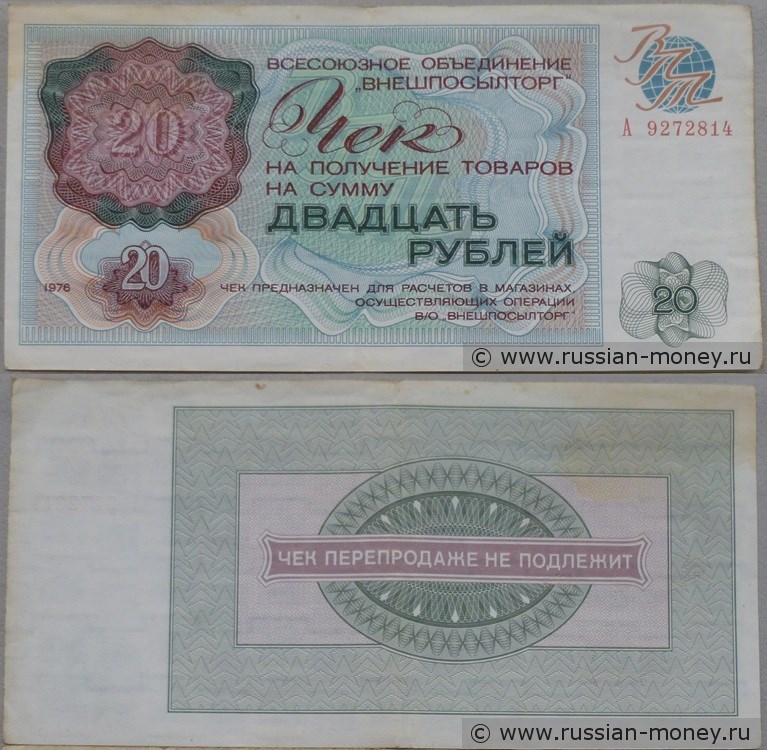 20
ВСЕСОЮЗНОЕ ОБЪЕДИНЕНИЕ
„ВНЕШПОСЫЛТОРГ"
Чек
НА ПОЛУЧЕНИЕ ТОВАРОВ
НА СУММУ
ДВАДЦАТЬ
РУБЛЕЙ
ВПТ
А 9272814
20
1976
ЧЕК ПРЕДНАЗНАЧЕН ДЛЯ РАСЧЕТОВ В МАГАЗИНАХ,
ОСУЩЕСТВЛЯЮЩИХ ОПЕРАЦИИ
В/О „ВНЕШПОСЫЛТОРГ"
20
© www.russian-money.ru
ЧЕК ПЕРЕПРОДАЖЕ НЕ ПОДЛЕЖИТ
© www.russian-money.ru